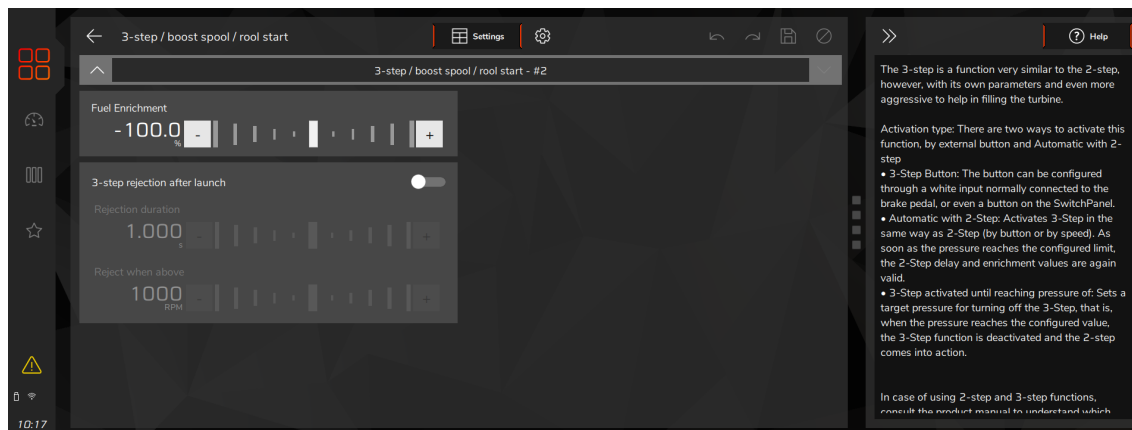 3-step / boost spool / rool start
Settings
Help
3-step / boost spool / rool start - #2
Fuel Enrichment
-100.0
%
-
+
3-step rejection after launch
Rejection duration
1.000
s
-
+
Reject when above
1000
RPM
-
+
10:17
The 3-step is a function very similar to the 2-step,
however, with its own parameters and even more
aggressive to help in filling the turbine.
Activation type: There are two ways to activate this
function, by external button and Automatic with 2-
step
• 3-Step Button: The button can be configured
through a white input normally connected to the
brake pedal, or even a button on the SwitchPanel.
• Automatic with 2-Step: Activates 3-Step in the
same way as 2-Step (by button or by speed). As
soon as the pressure reaches the configured limit,
the 2-Step delay and enrichment values are again
valid.
• 3-Step activated until reaching pressure of: Sets a
target pressure for turning off the 3-Step, that is,
when the pressure reaches the configured value,
the 3-Step function is deactivated and the 2-step
comes into action.
In case of using 2-step and 3-step functions,
consult the product manual to understand which